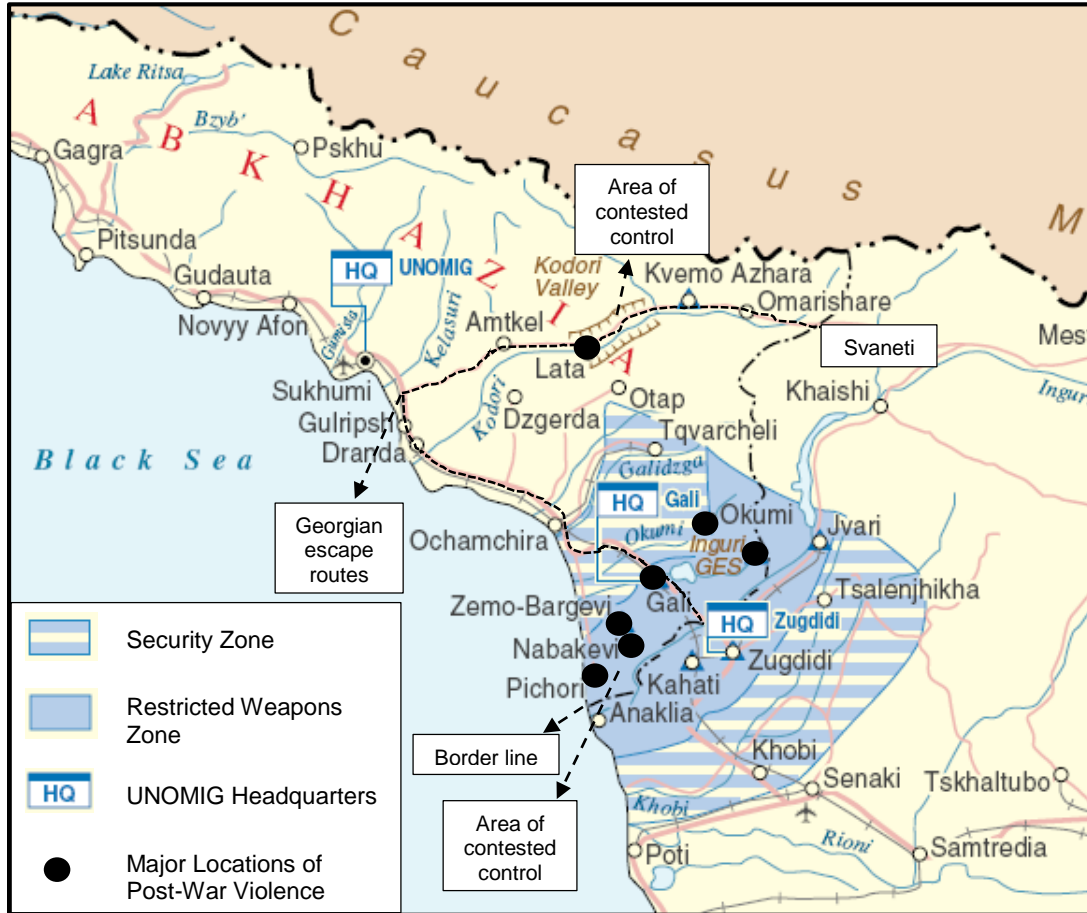 Caucasus M
Lake Ritsa
ABKHAZIA
Bzyb'
Gagra
Pskhu
Area of
contested
control
Pitsunda
HQ UNOMIG
Kodori
Valley
Kvemo Azhara
Gudauta
Omarishare
Novyy Afon
Gumista
Kelasuri
Amtkel
Mes
Svaneti
Lata
Sukhumi
Khaishi
Ingur
Kodori
Otap
Dzgerda
Gulripsh
Tqvarcheli
Dranda
Black Sea
Galidzga
HQ Gali
Georgian
escape
routes
Ochamchira
Okumi
Okumi
Inguri
GES
Jvari
Tsalenjhikha
Gali
Zemo-Bargevi
HQ Zugdidi
Nabakevi
Zugdidi
Pichori
Kahati
Anaklia
Border line
Khobi
Senaki
Tskhaltubo
Khobi
Area of
contested
control
Poti
Rioni
Samtredia
Security Zone
Restricted Weapons
Zone
HQ UNOMIG Headquarters
Major Locations of
Post-War Violence